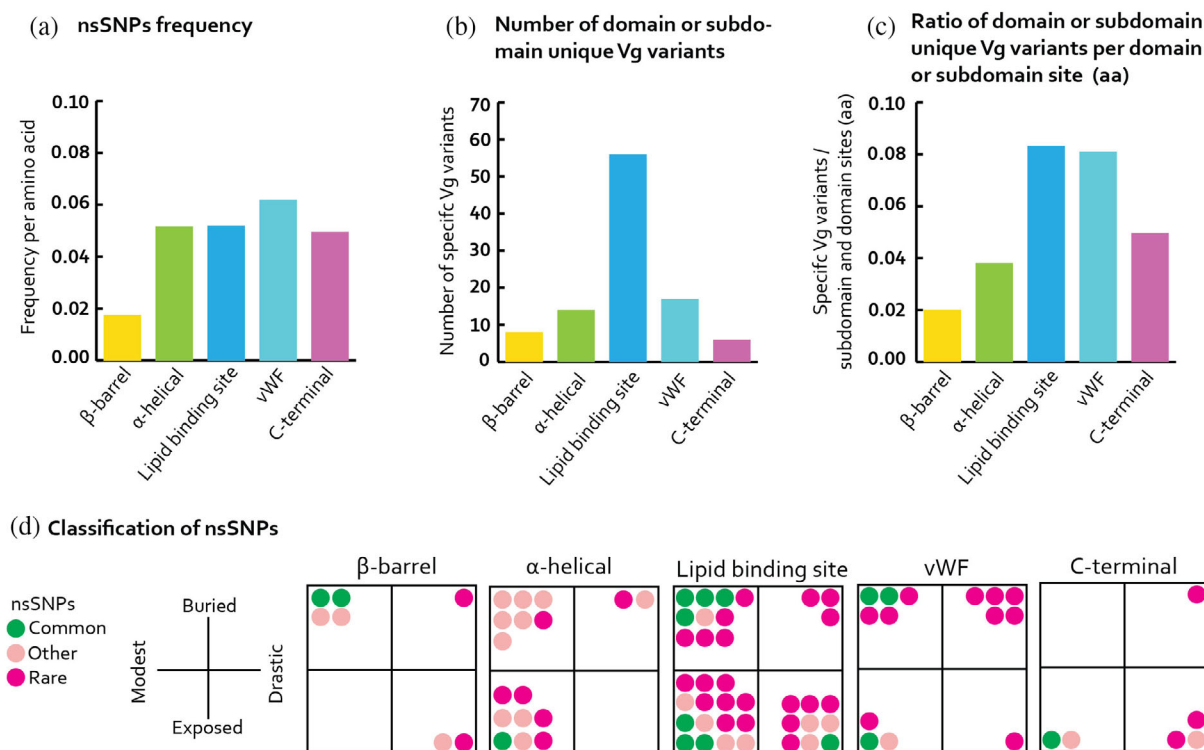 (a) nsSNPs frequency
Frequency per amino acid
0.10
0.08
0.06
0.04
0.02
0.00
β-barrel
α-helical
Lipid binding site
vWF
C-terminal
(b) Number of domain or subdo-
main unique Vg variants
Number of specifc Vg variants
70
60
50
40
30
20
10
0
β-barrel
α-helical
Lipid binding site
vWF
C-terminal
(c) Ratio of domain or subdomain
unique Vg variants per domain
or subdomain site (aa)
Specifc Vg variants /
subdomain and domain sites (aa)
0.10
0.08
0.06
0.04
0.02
0.00
β-barrel
α-helical
Lipid binding site
vWF
C-terminal
(d) Classification of nsSNPs
nsSNPs
Common
Other
Rare
Buried
Modest
Drastic
Exposed
β-barrel
α-helical
Lipid binding site
vWF
C-terminal